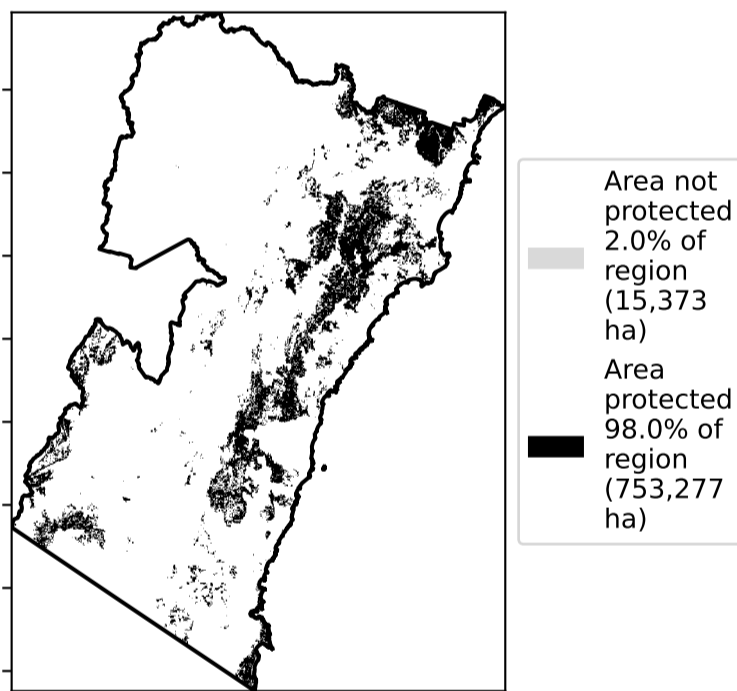 Area not
protected
2.0% of
region
(15,373
ha)
Area
protected
98.0% of
region
(753,277
ha)